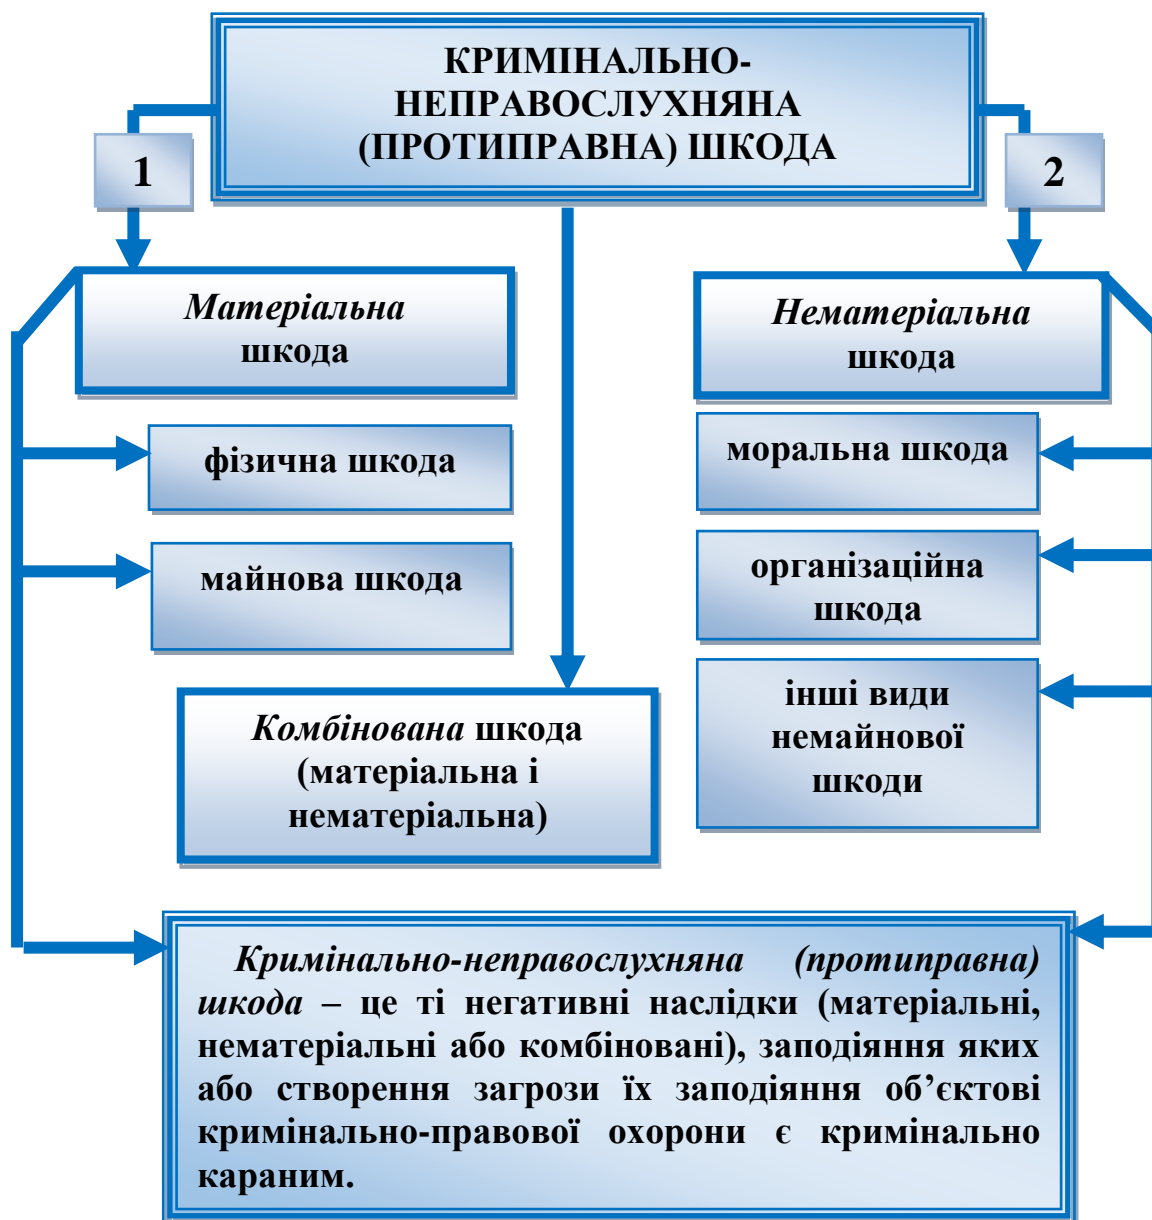 КРИМІНАЛЬНО-
НЕПРАВОСЛУХНЯНА
(ПРОТИПРАВНА) ШКОДА
1
2
Матеріальна
шкода
Нематеріальна
шкода
фізична шкода
майнова шкода
моральна шкода
організаційна
шкода
інші види
немайнової
шкоди
Комбінована шкода
(матеріальна і
нематеріальна)
Кримінально-неправослухняна (протиправна)
шкода – це ті негативні наслідки (матеріальні,
нематеріальні або комбіновані), заподіяння яких
або створення загрози їх заподіяння об’єктові
кримінально-правової охорони є кримінально
караним.